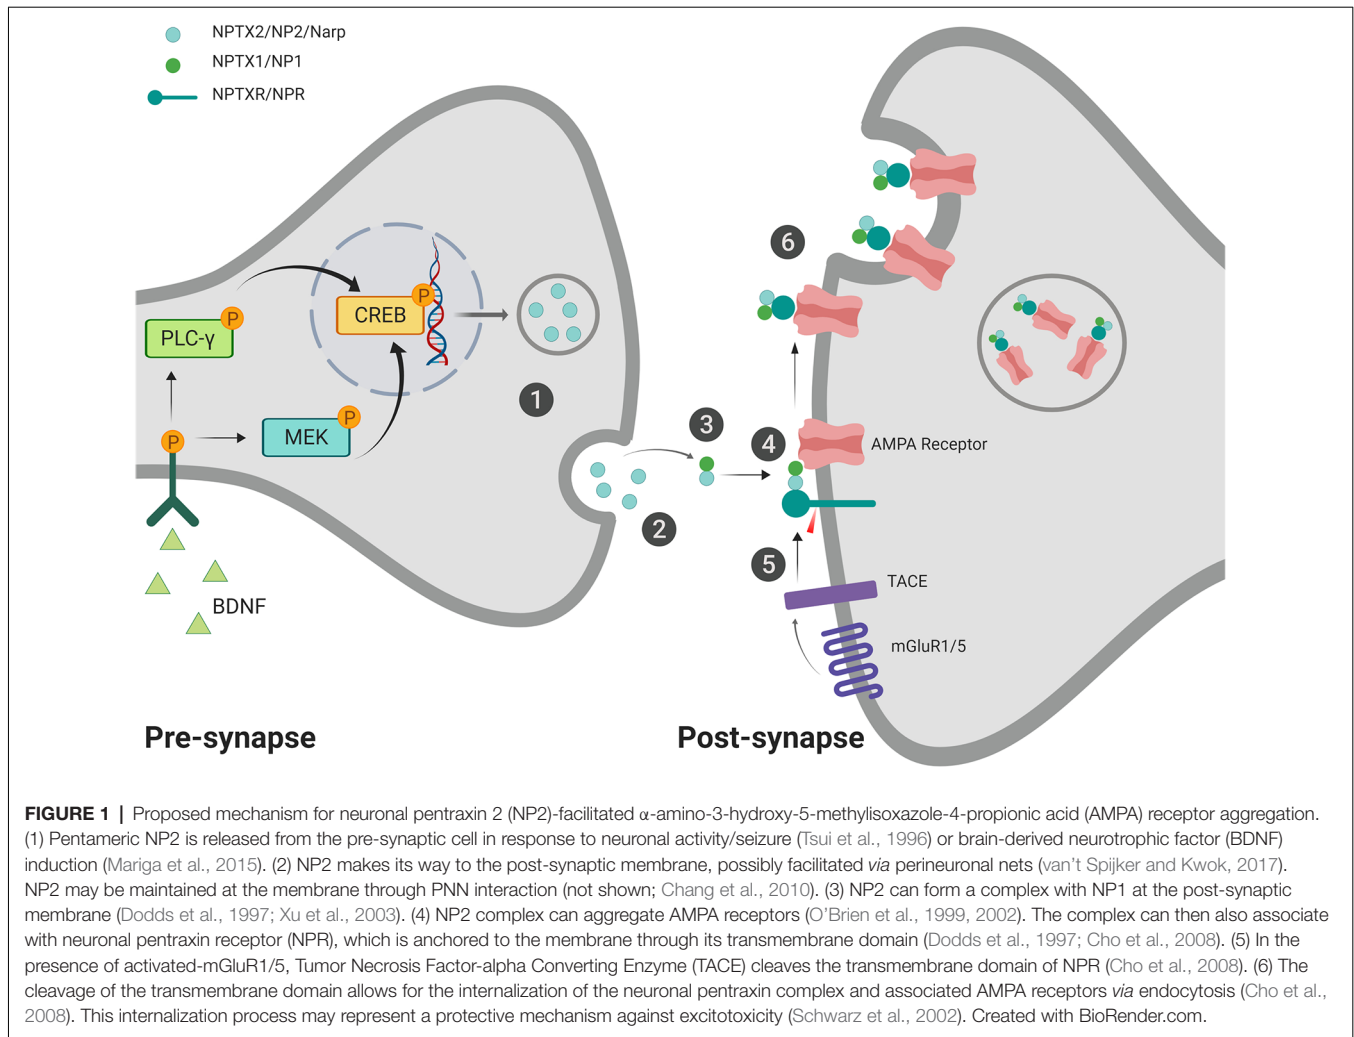 NPTX2/NP2/Narp
NPTX1/NP1
NPTXR/NPR
P
CREB
P
PLC-γ
P
MEK
P
BDNF
1
2
3
4
5
6
AMPA Receptor
TACE
mGluR1/5
Pre-synapse
Post-synapse
FIGURE 1 | Proposed mechanism for neuronal pentraxin 2 (NP2)-facilitated α-amino-3-hydroxy-5-methylisoxazole-4-propionic acid (AMPA) receptor aggregation.
(1) Pentameric NP2 is released from the pre-synaptic cell in response to neuronal activity/seizure (Tsui et al., 1996) or brain-derived neurotrophic factor (BDNF)
induction (Mariga et al., 2015). (2) NP2 makes its way to the post-synaptic membrane, possibly facilitated via perineuronal nets (van't Spijker and Kwok, 2017).
NP2 may be maintained at the membrane through PNN interaction (not shown; Chang et al., 2010). (3) NP2 can form a complex with NP1 at the post-synaptic
membrane (Dodds et al., 1997; Xu et al., 2003). (4) NP2 complex can aggregate AMPA receptors (O'Brien et al., 1999, 2002). The complex can then also associate
with neuronal pentraxin receptor (NPR), which is anchored to the membrane through its transmembrane domain (Dodds et al., 1997; Cho et al., 2008). (5) In the
presence of activated-mGluR1/5, Tumor Necrosis Factor-alpha Converting Enzyme (TACE) cleaves the transmembrane domain of NPR (Cho et al., 2008). (6) The
cleavage of the transmembrane domain allows for the internalization of the neuronal pentraxin complex and associated AMPA receptors via endocytosis (Cho et al.,
2008). This internalization process may represent a protective mechanism against excitotoxicity (Schwarz et al., 2002). Created with BioRender.com.